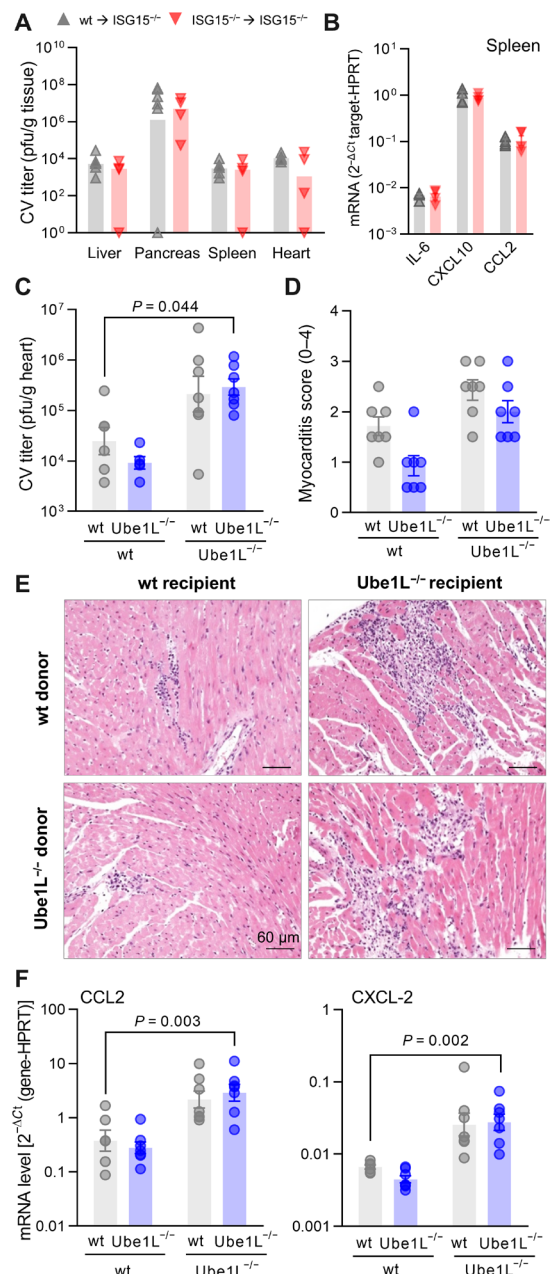 A
wt → ISG15⁻/⁻
ISG15⁻/⁻ → ISG15⁻/⁻
CV titer (pfu/g tissue)
10¹⁰
10⁸
10⁶
10⁴
10²
10⁰
Liver Pancreas Spleen Heart
B
Spleen
mRNA (2⁻ΔCt target-HPRT)
10¹
10⁰
10⁻¹
10⁻²
10⁻³
IL-6
CXCL10
CCL2
C
CV titer (pfu/g heart)
10⁷
10⁶
10⁵
10⁴
10³
P = 0.044
wt Ube1L⁻/⁻ wt Ube1L⁻/⁻
wt Ube1L⁻/⁻
D
Myocarditis score (0–4)
4
3
2
1
0
wt Ube1L⁻/⁻ wt Ube1L⁻/⁻
wt Ube1L⁻/⁻
E
wt recipient
Ube1L⁻/⁻ recipient
wt donor
Ube1L⁻/⁻ donor
60 µm
F
CCL2
mRNA level [2⁻ΔCt (gene-HPRT)]
100
10
1
0.1
0.01
P = 0.003
wt Ube1L⁻/⁻ wt Ube1L⁻/⁻
wt Ube1L⁻/⁻
CXCL-2
1
0.1
0.01
0.001
P = 0.002
wt Ube1L⁻/⁻ wt Ube1L⁻/⁻
wt Ube1L⁻/⁻